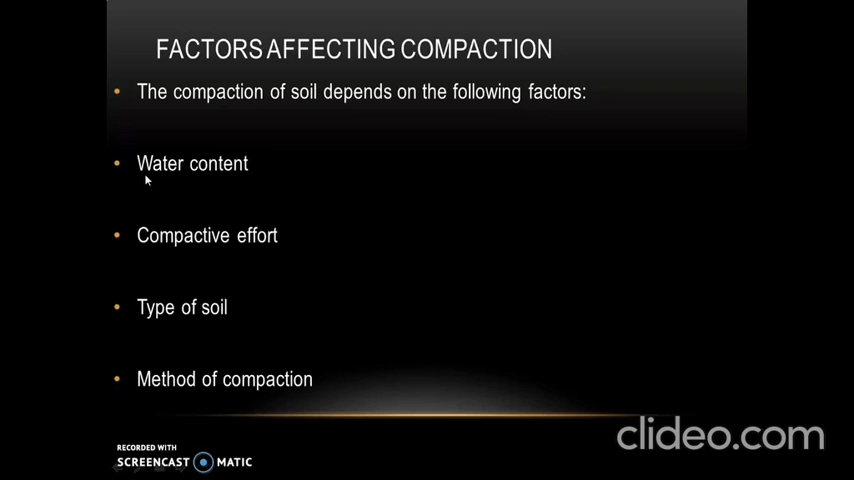 FACTORS AFFECTING COMPACTION
• The compaction of soil depends on the following factors:
• Water content
• Compactive effort
• Type of soil
• Method of compaction
RECORDED WITH
SCREENCAST MATIC
clideo.com